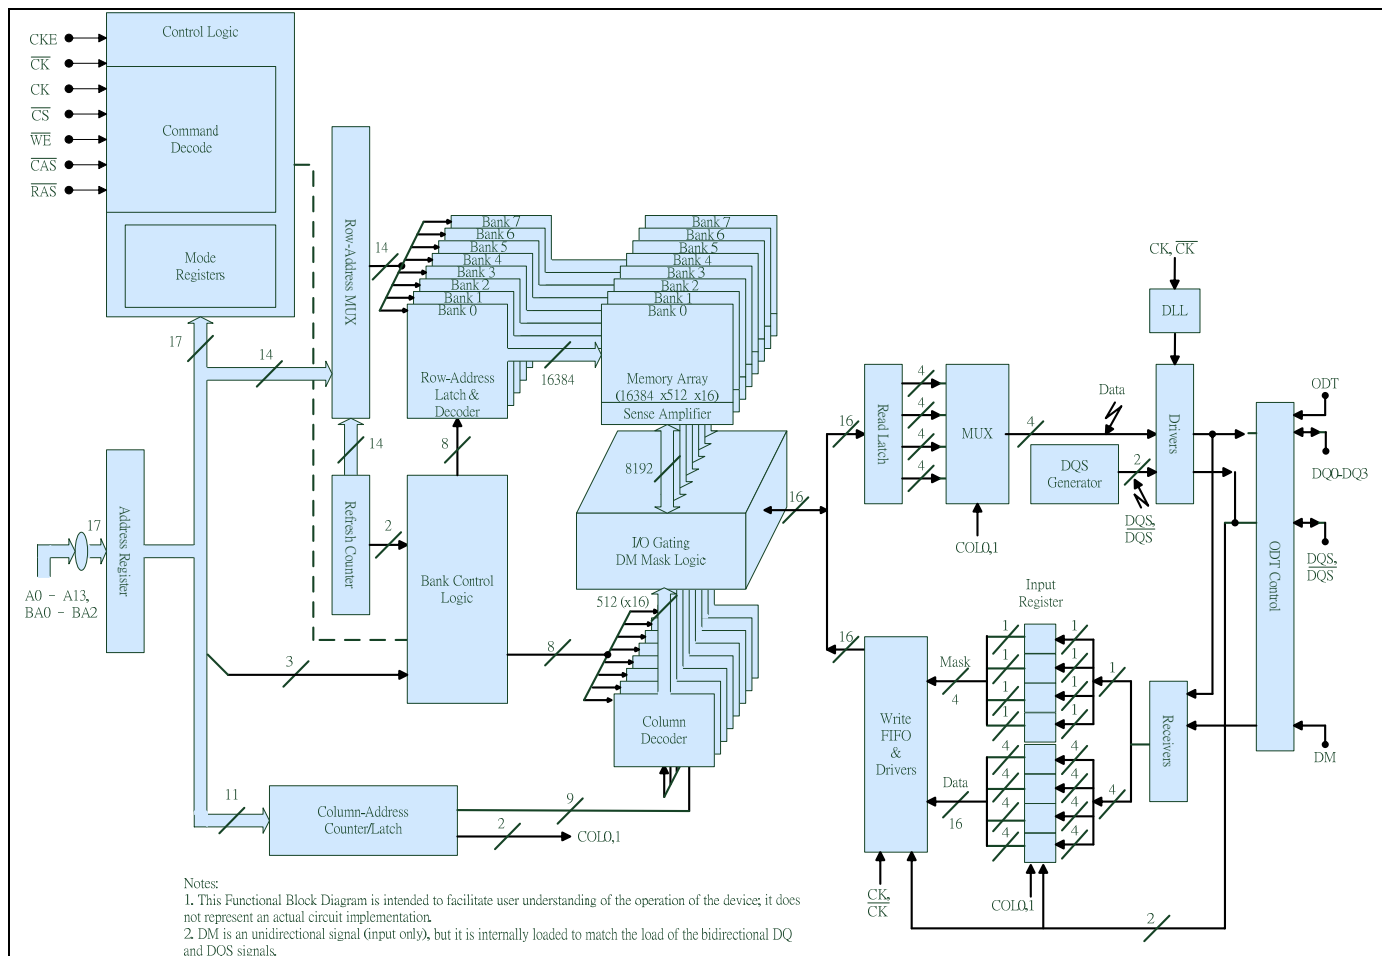 Control Logic
CKE
CK
CK
CS
WE
CAS
RAS
Command
Decode
Mode
Registers
Row-Address MUX
14
Bank 7
Bank 6
Bank 5
Bank 4
Bank 3
Bank 2
Bank 1
Bank 0
Row-Address
Latch &
Decoder
16384
Bank 7
Bank 6
Bank 5
Bank 4
Bank 3
Bank 2
Bank 1
Bank 0
Memory Array
(16384 x512 x16)
Sense Amplifier
17
14
14
8
8192
Address Register
17
A0 - A13,
BA0 - BA2
Refresh Counter
2
Bank Control
Logic
I/O Gating
DM Mask Logic
16
512 (x16)
8
3
Column
Decoder
11
Column-Address
Counter/Latch
9
2
COL0,1
CK, CK
DLL
16
Read Latch
4
4
4
4
MUX
COL0,1
4
Data
DQS
Generator
2
DQS,
DQS
Drivers
ODT
DQ0-DQ3
ODT Control
DQS,
DQS
DM
Input
Register
16
Write
FIFO
&
Drivers
Mask
4
1
1
1
1
1
1
1
1
1
Receivers
Data
16
4
4
4
4
4
4
4
4
4
CK,
CK
COL0,1
2
Notes:
1. This Functional Block Diagram is intended to facilitate user understanding of the operation of the device; it does
not represent an actual circuit implementation.
2. DM is an unidirectional signal (input only), but it is internally loaded to match the load of the bidirectional DQ
and DQS signals.